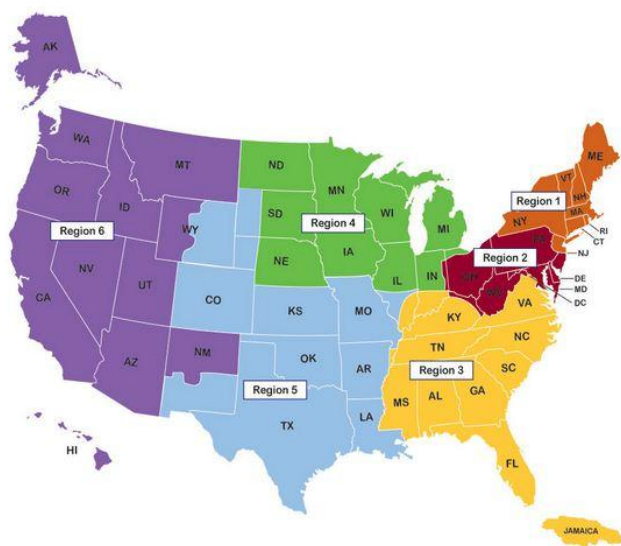 AK
WA
MT
ND
MN
ME
VT
NH
OR
ID
WY
SD
WI
MI
NY
MA
Region 1
RI
CT
Region 6
Region 4
NE
IA
IL
IN
OH
PA
Region 2
NJ
DE
MD
DC
WV
VA
NV
UT
CO
KS
MO
KY
CA
AZ
NM
OK
AR
TN
NC
SC
Region 5
Region 3
TX
LA
MS
AL
GA
HI
FL
JAMAICA